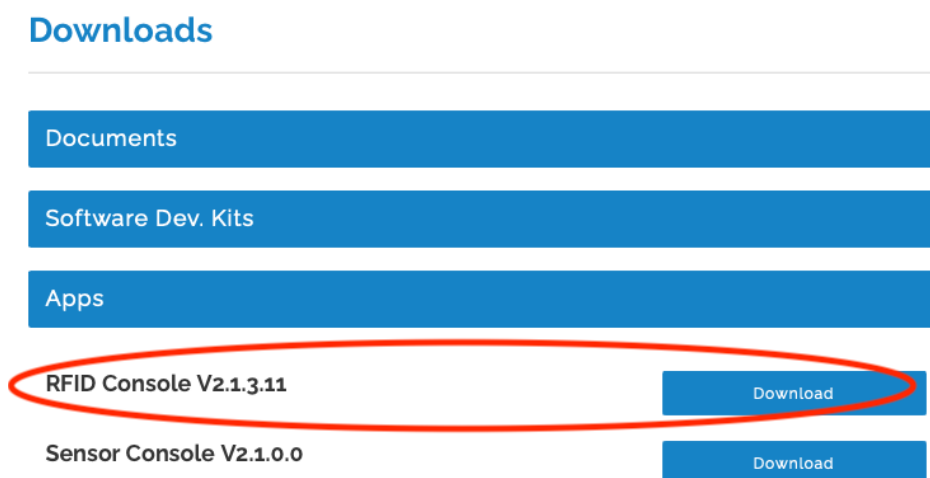 Downloads
Documents
Software Dev. Kits
Apps
RFID Console V2.1.3.11
Download
Sensor Console V2.1.0.0
Download